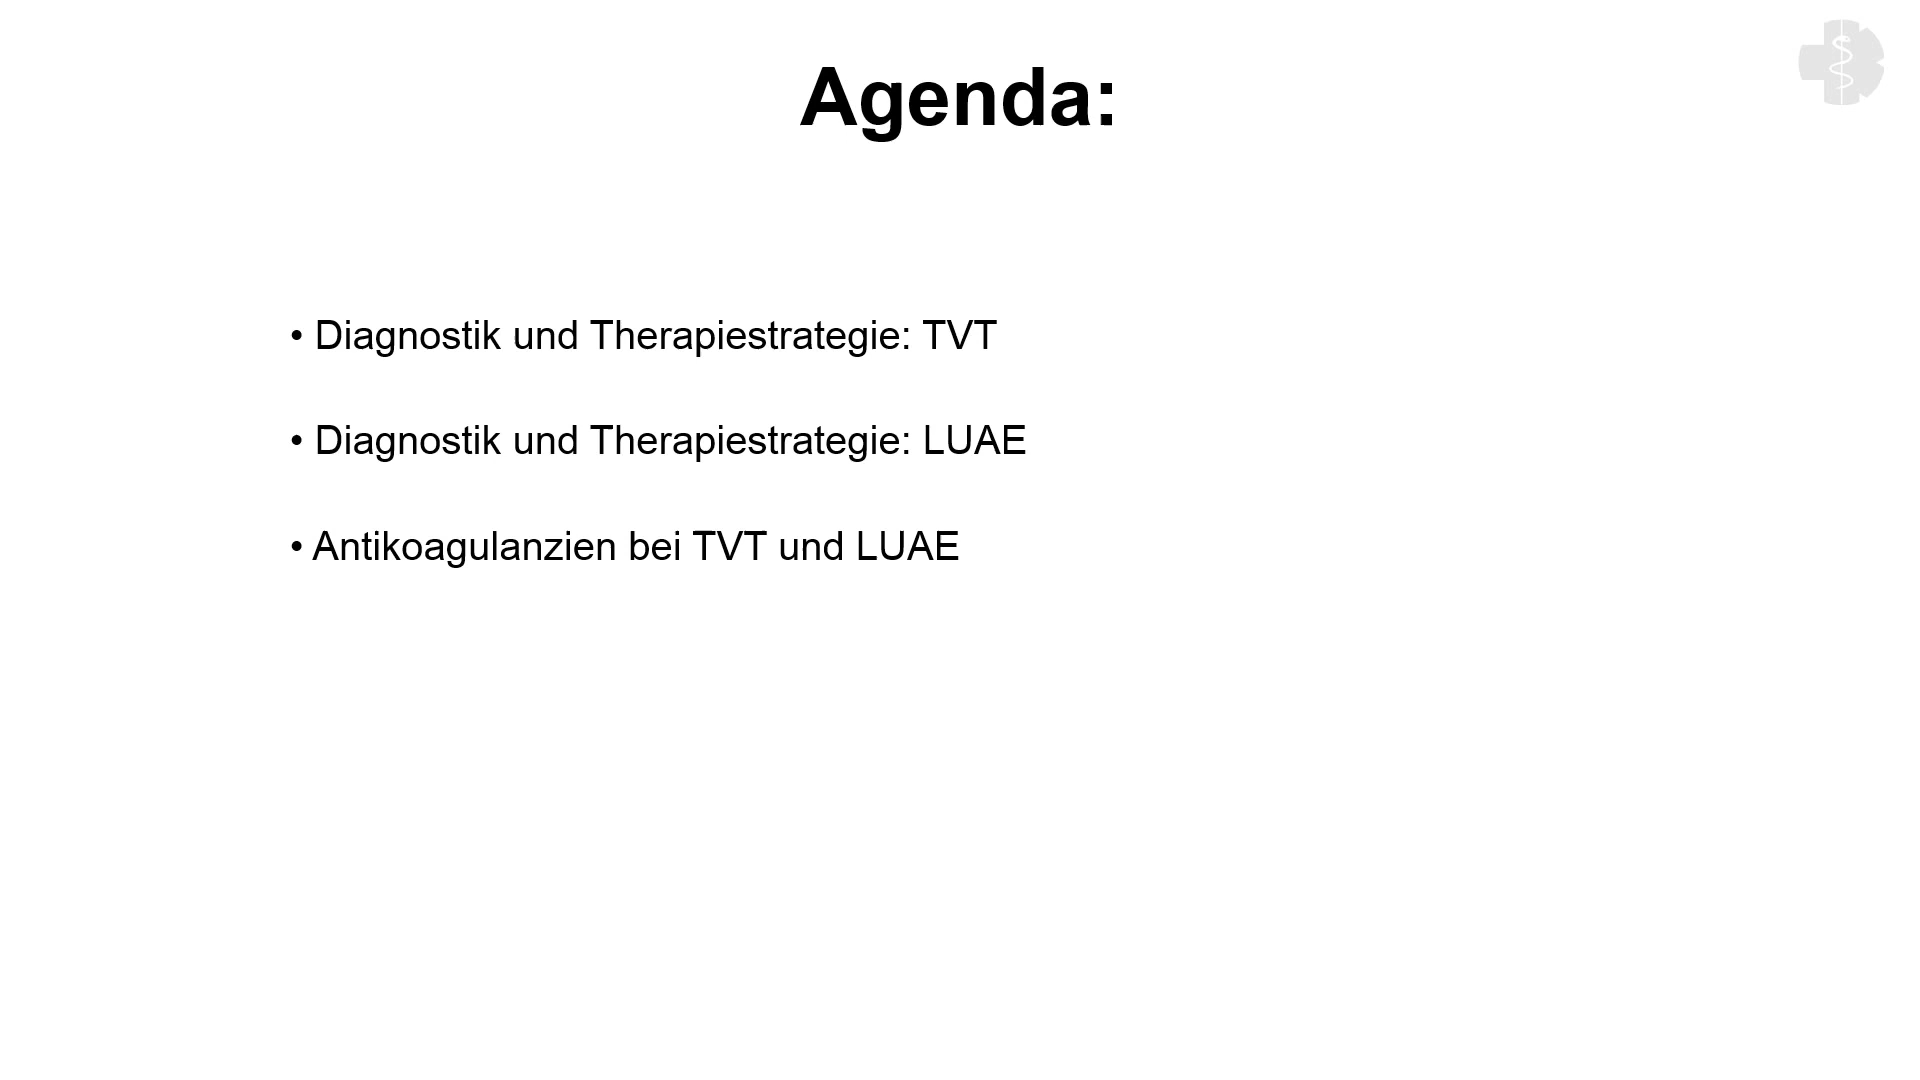 Agenda:
• Diagnostik und Therapiestrategie: TVT
• Diagnostik und Therapiestrategie: LUAE
• Antikoagulanzien bei TVT und LUAE